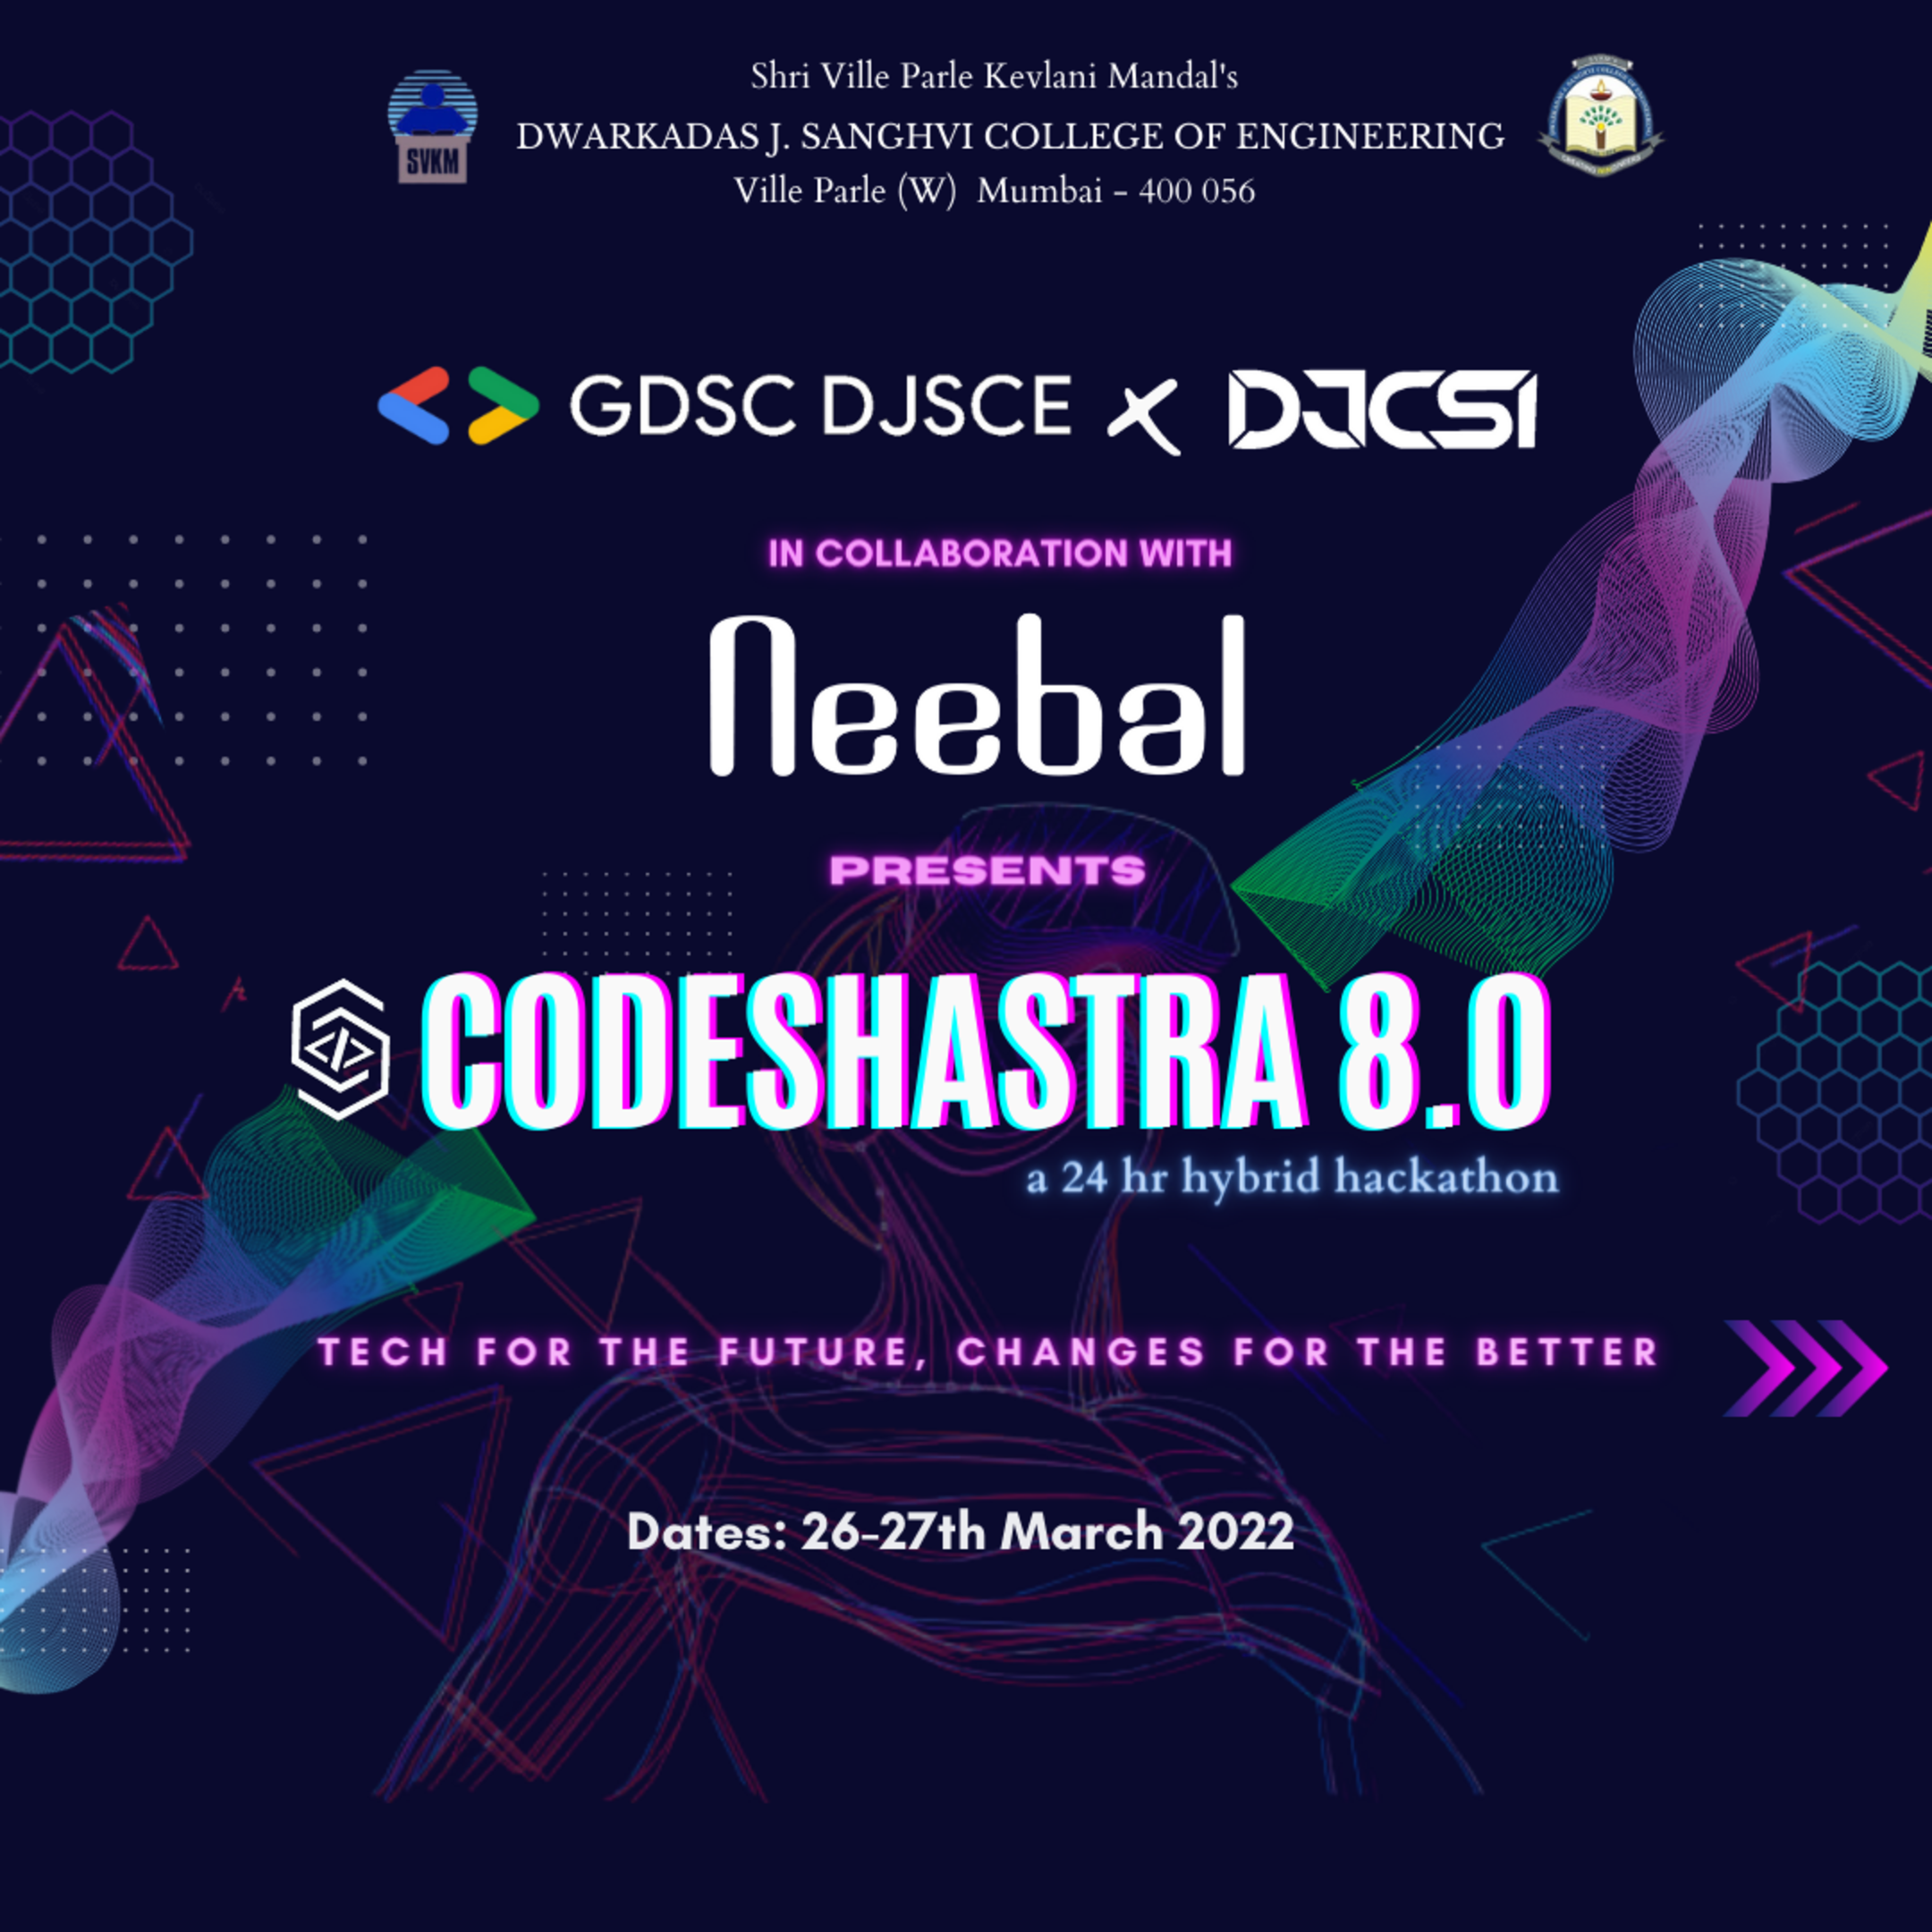 Shri Ville Parle Kevlani Mandal's
SVKM
DWARKADAS J. SANGHVI COLLEGE OF ENGINEERING
Ville Parle (W) Mumbai - 400 056
GDSC DJSCE x DJCSI
IN COLLABORATION WITH
Neebal
PRESENTS
CODESHASTRA 8.0
a 24 hr hybrid hackathon
TECH FOR THE FUTURE, CHANGES FOR THE BETTER
Dates: 26-27th March 2022